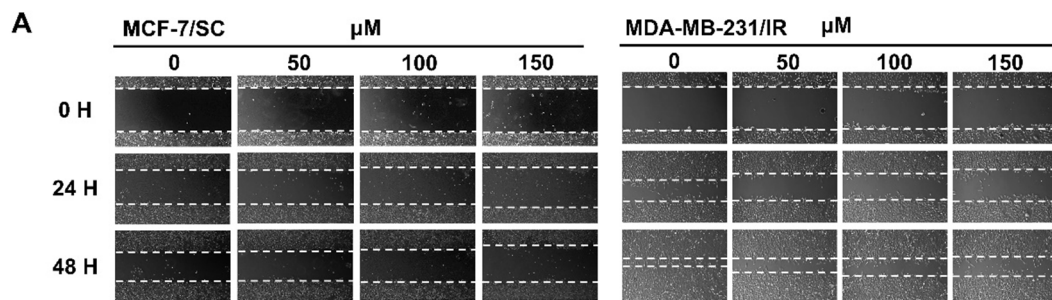 A
MCF-7/SC μM
0 50 100 150
MDA-MB-231/IR μM
0 50 100 150
0 H
24 H
48 H